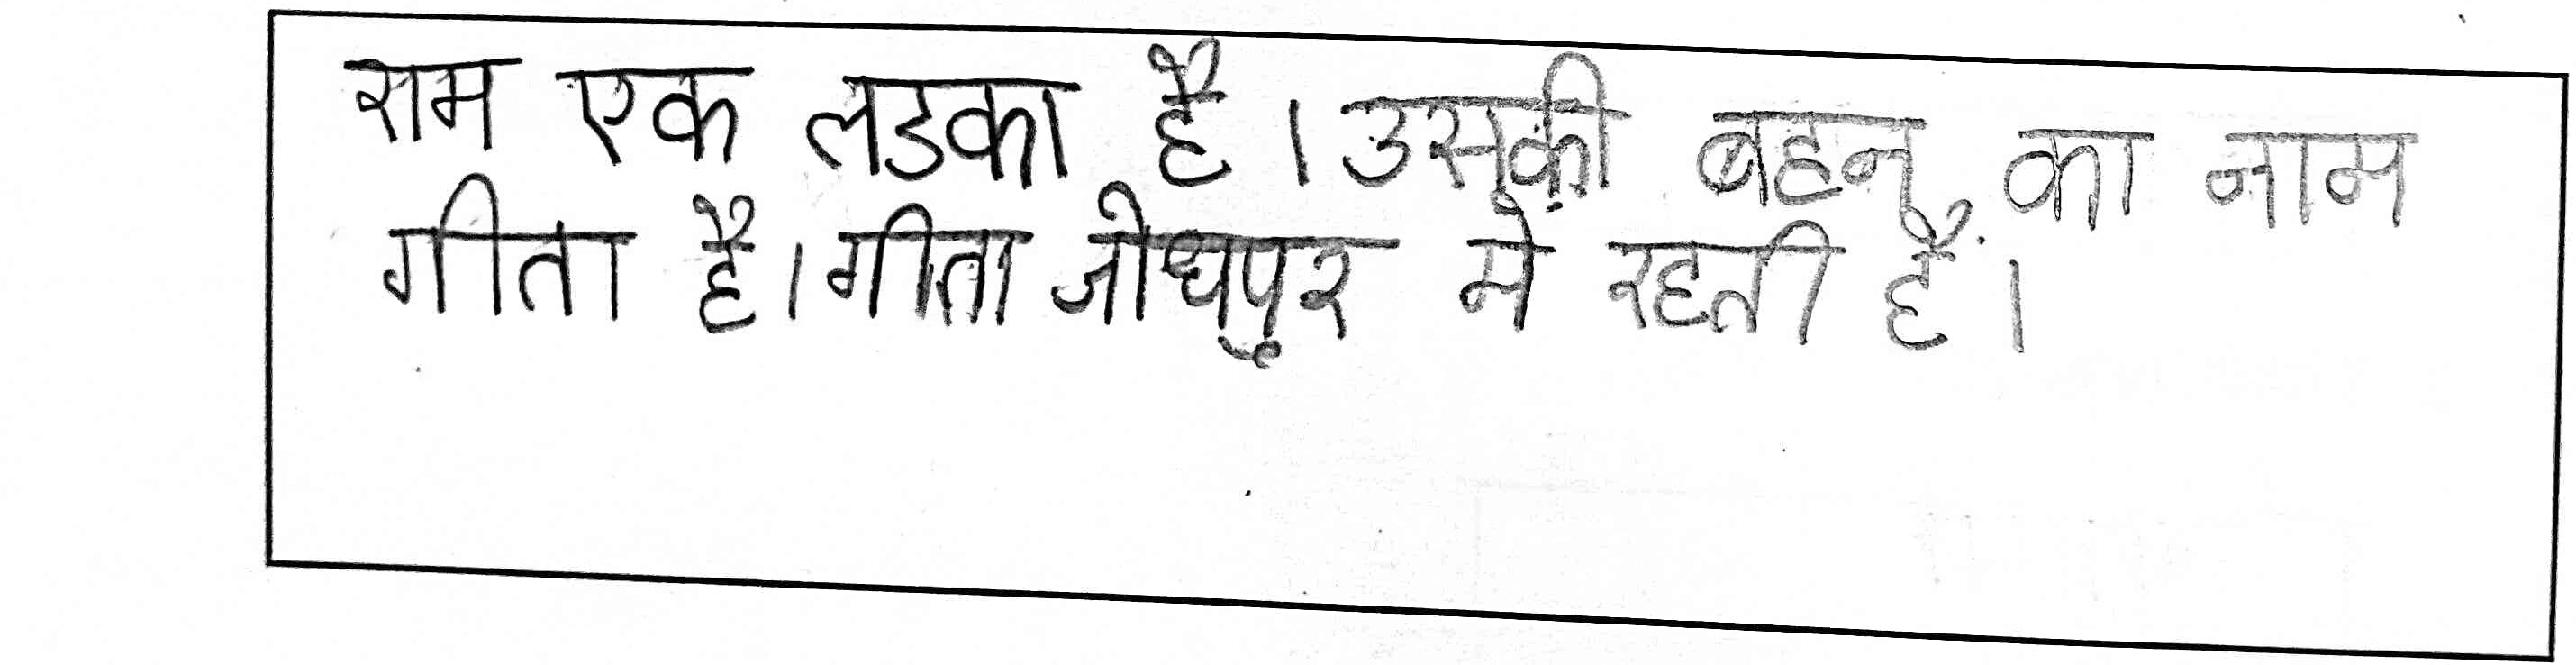 राम एक लडका है। उसकी बहन का नाम
गीता है। गीता जोधपुर मे रहती है।